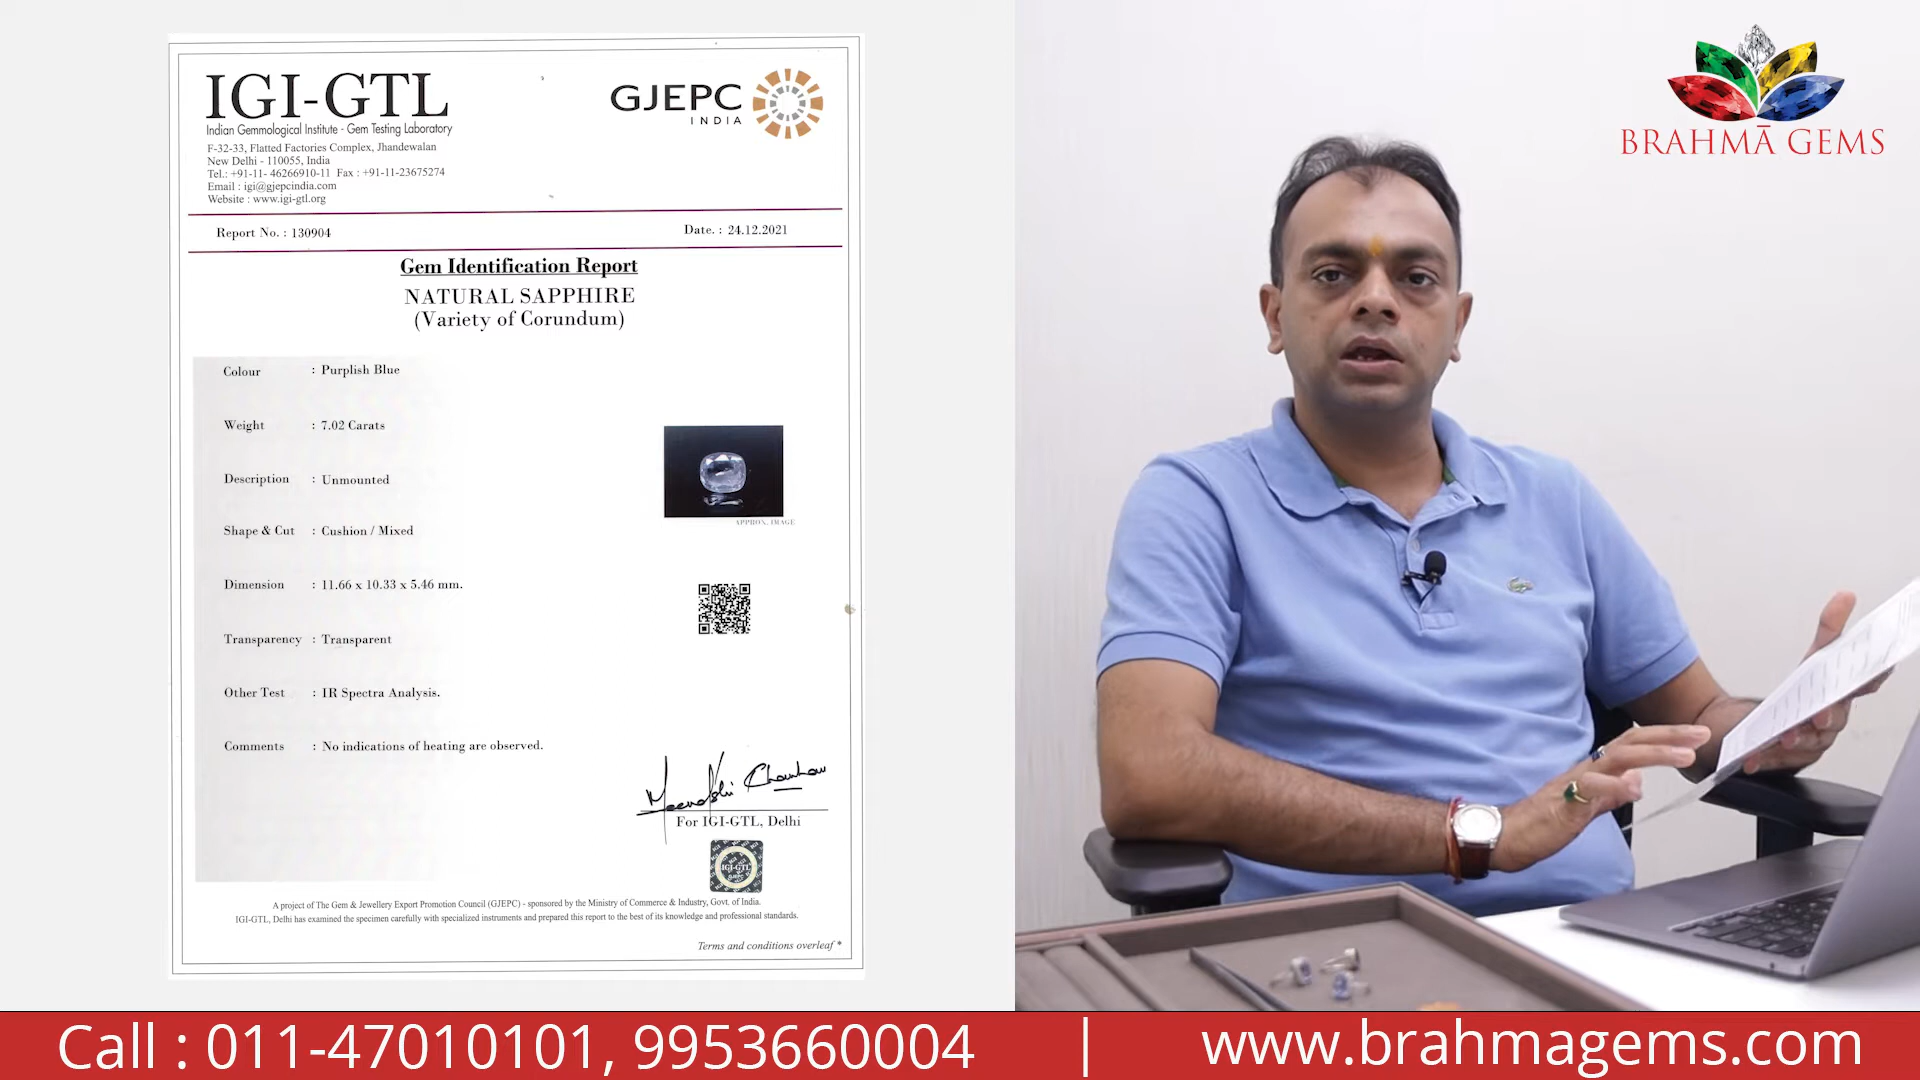 IGI-GTL
Indian Gemmological Institute - Gem Testing Laboratory
F-32-33, Flatted Factories Complex, Jhandewalan
New Delhi - 110055, India
Tel.: +91-11- 46266910-11 Fax : +91-11-23675274
Email : igi@gjepcindia.com
Website : www.igi-gtl.org
GJEPC
INDIA
Report No. : 130904
Date. : 24.12.2021
Gem Identification Report
NATURAL SAPPHIRE
(Variety of Corundum)
Colour : Purplish Blue
Weight : 7.02 Carats
Description : Unmounted
Shape & Cut : Cushion / Mixed
Dimension : 11.66 x 10.33 x 5.46 mm.
Transparency : Transparent
Other Test : IR Spectra Analysis.
Comments : No indications of heating are observed.
APPROX. IMAGE
Meenakshi Chauhan
For IGI-GTL, Delhi
IGI-GTL
GJEPC
A project of The Gem & Jewellery Export Promotion Council (GJEPC) - sponsored by the Ministry of Commerce & Industry, Govt. of India.
IGI-GTL, Delhi has examined the specimen carefully with specialized instruments and prepared this report to the best of its knowledge and professional standards.
Terms and conditions overleaf *
BRAHMĀ GEMS
Call : 011-47010101, 9953660004 | www.brahmagems.com